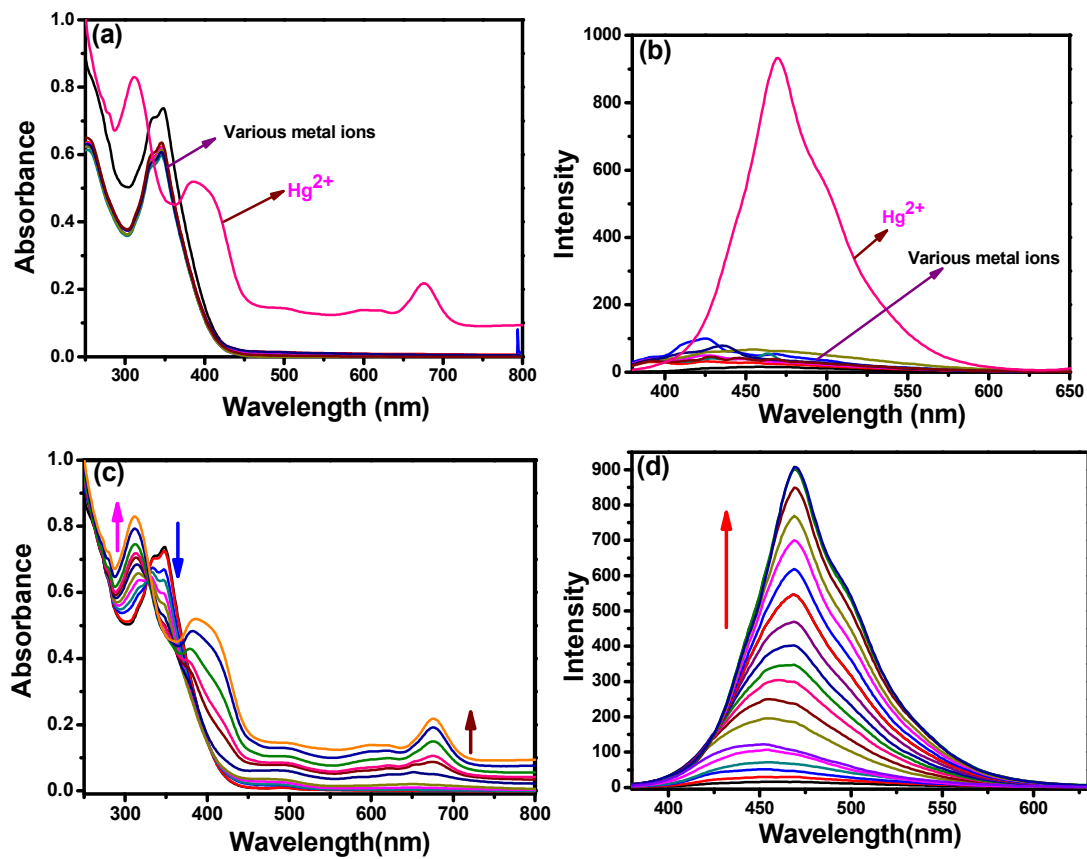 (a)
1.0
0.8
0.6
0.4
0.2
0.0
Absorbance
Various metal ions
Hg2+
300 400 500 600 700 800
Wavelength (nm)
(b)
1000
800
600
400
200
100
0
Intensity
Hg2+
Various metal ions
400 450 500 550 600 650
Wavelength (nm)
(c)
1.0
0.8
0.6
0.4
0.2
0.0
Absorbance
300 400 500 600 700 800
Wavelength(nm)
(d)
900
800
700
600
500
400
300
200
100
0
Intensity
400 450 500 550 600
Wavelength(nm)